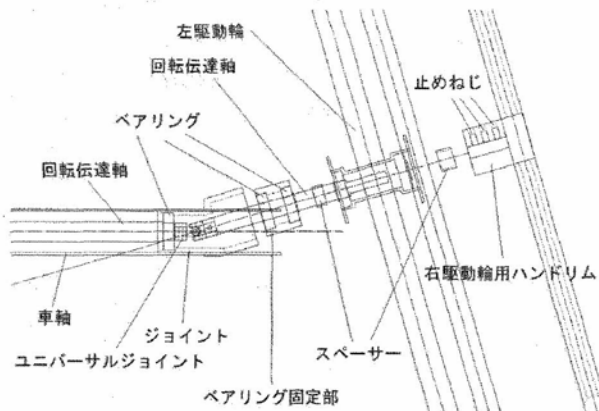 左駆動輪
回転伝達軸
止めねじ
ベアリング
回転伝達軸
右駆動輪用ハンドリム
車軸
ジョイント
スペーサー
ユニバーサルジョイント
ベアリング固定部